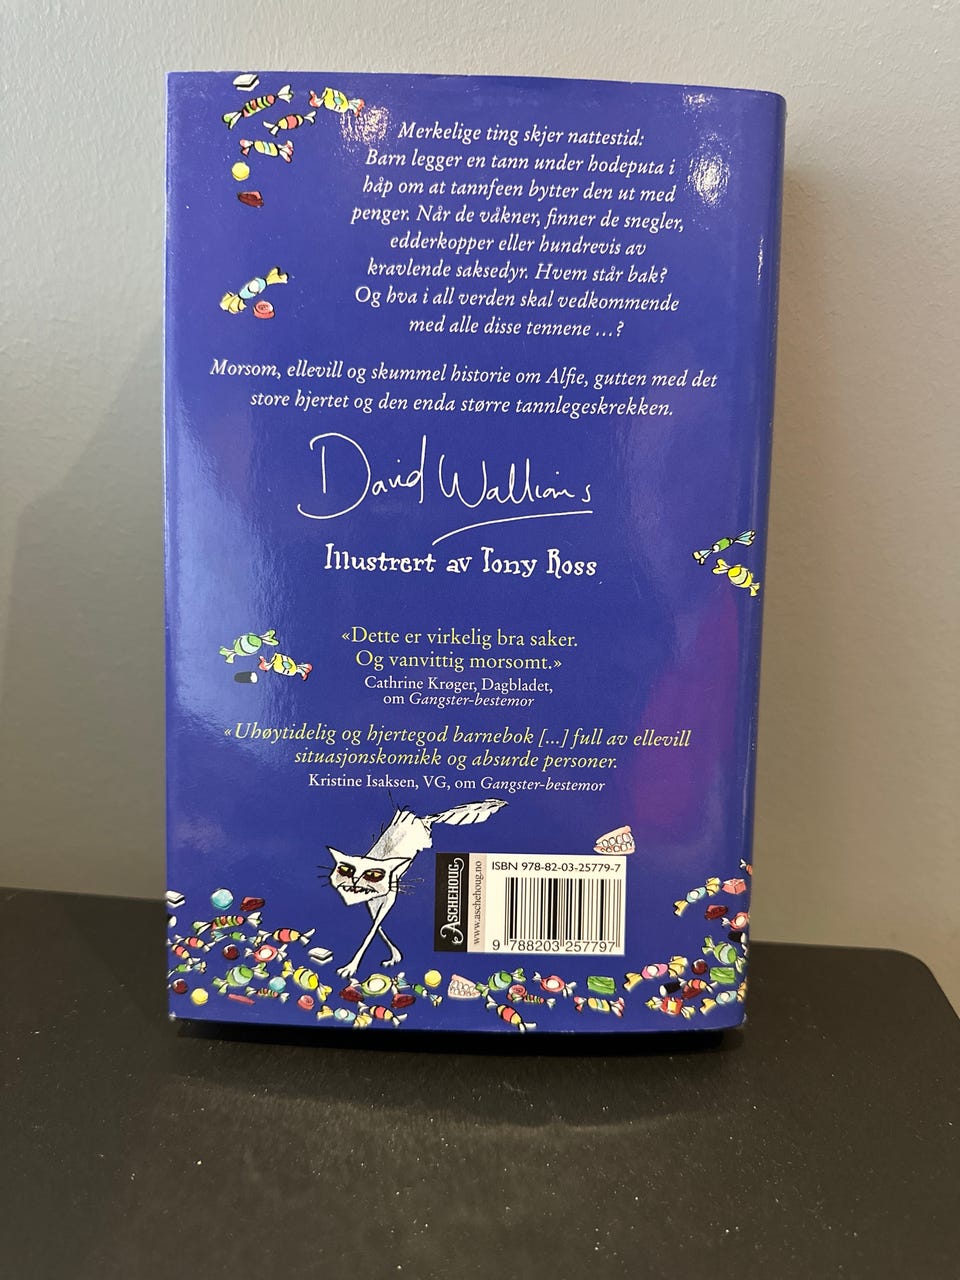 Merkelige ting skjer nattestid:
Barn legger en tann under hodeputa i
håp om at tannfeen bytter den ut med
penger. Når de våkner, finner de snegler,
edderkopper eller hundrevis av
kravlende saksedyr. Hvem står bak?
Og hva i all verden skal vedkommende
med alle disse tennene …?
Morsom, ellevill og skummel historie om Alfie, gutten med det
store hjertet og den enda større tannlegeskrekken.
David Walliams
Illustrert av Tony Ross
«Dette er virkelig bra saker.
Og vanvittig morsomt.»
Cathrine Krøger, Dagbladet,
om Gangster-bestemor
«Uhøytidelig og hjertegod barnebok [...] full av ellevill
situasjonskomikk og absurde personer.
Kristine Isaksen, VG, om Gangster-bestemor
ASCHEHOUG
www.aschehoug.no
ISBN 978-82-03-25779-7
9 788203 257797